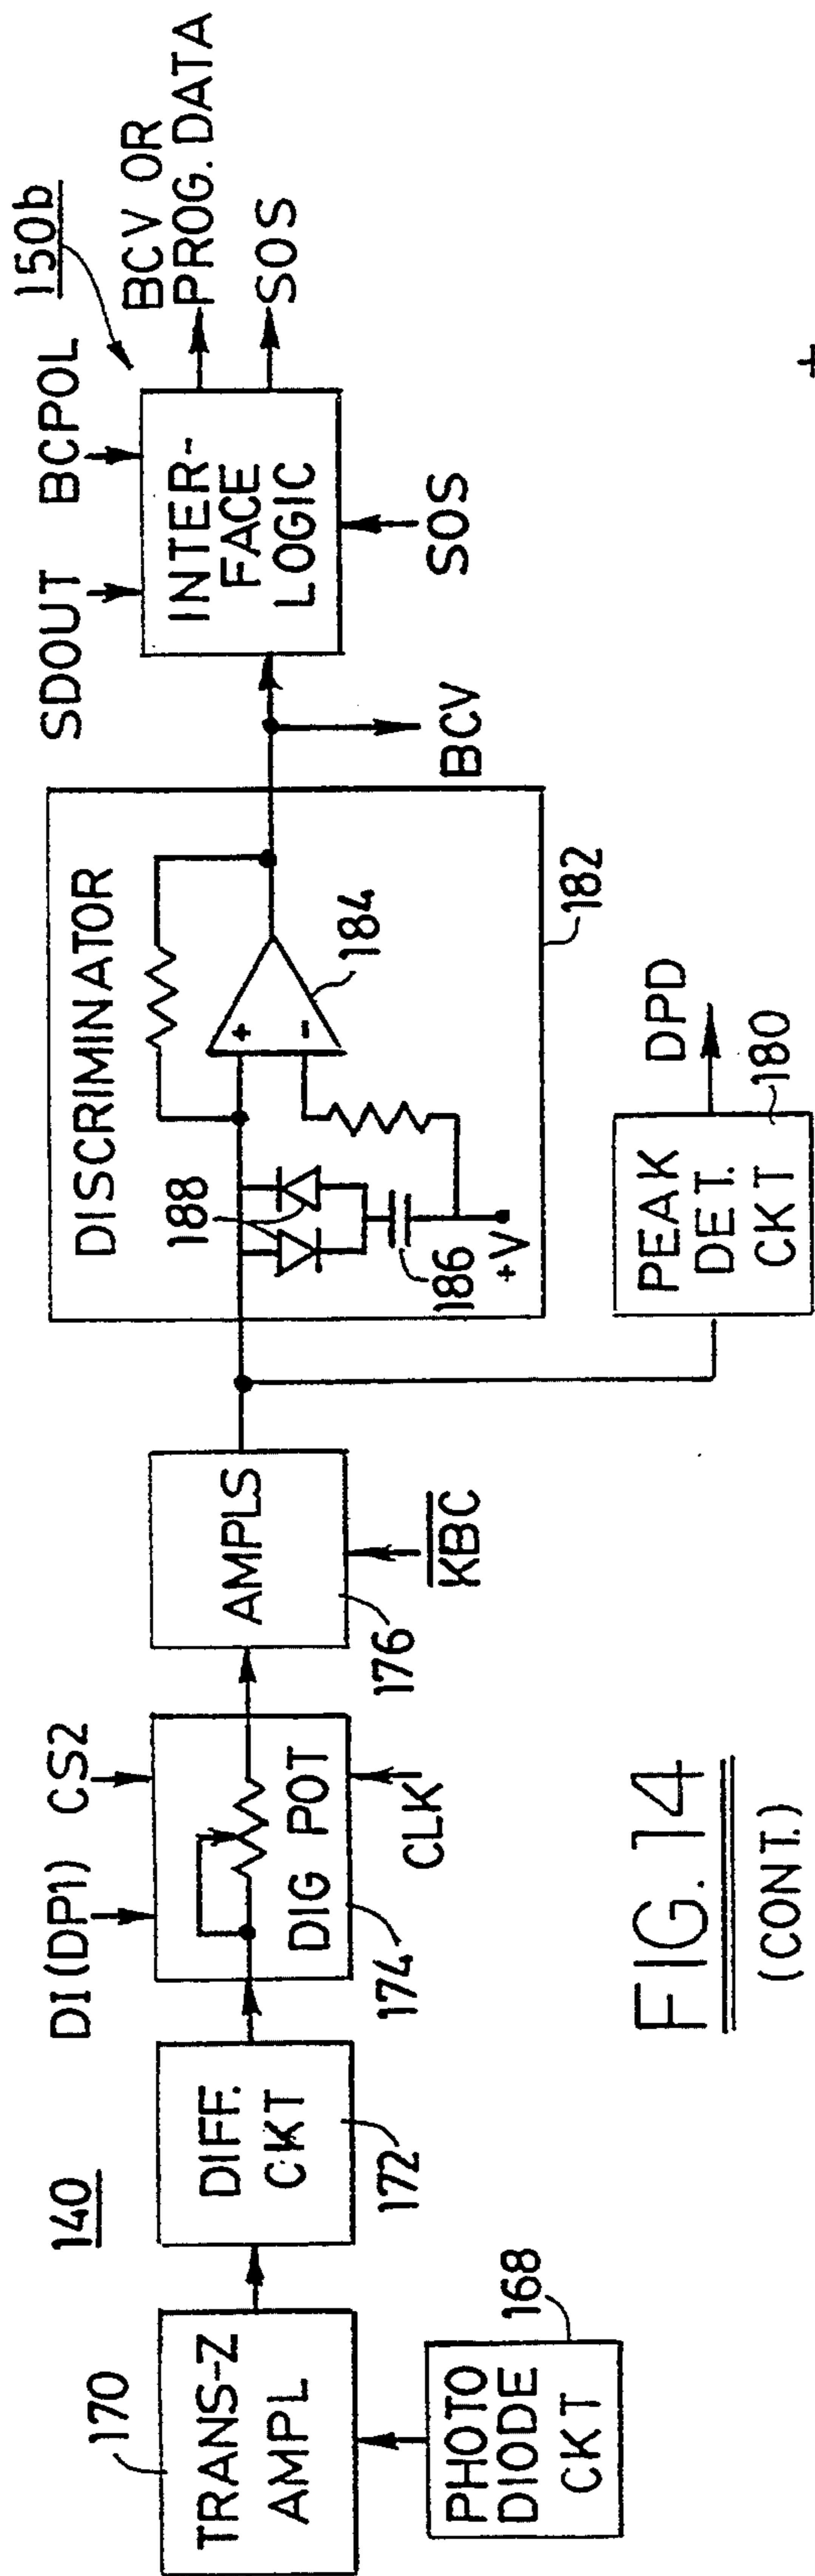 140
170
TRANS-Z
AMPL
PHOTO
DIODE
CKT
168
DIFF.
CKT
172
DI(DP1)
CS2
DIG POT
174
CLK
AMPLS
176
KBC
DISCRIMINATOR
188
186
+V
+
-
184
182
PEAK
DET.
CKT
180
DPD
BCV
SDOUT
BCPOL
150b
INTER-
FACE
LOGIC
SOS
BCV OR
PROG. DATA
SOS
FIG. 14
(CONT.)
+